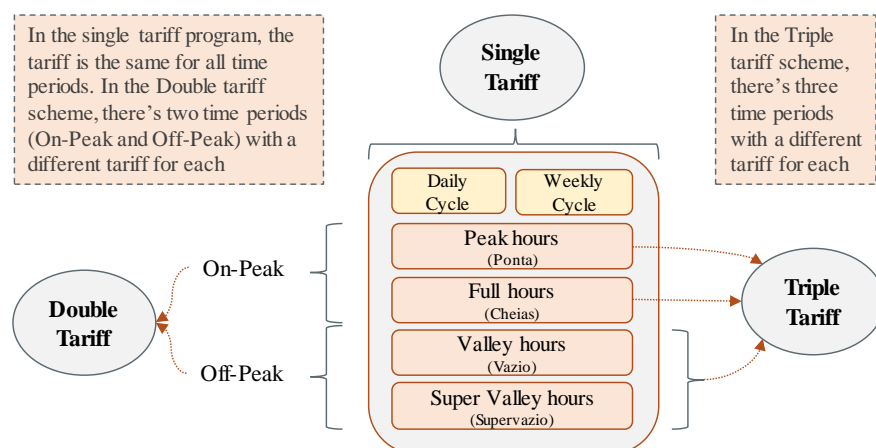 In the single tariff program, the
tariff is the same for all time
periods. In the Double tariff
scheme, there's two time periods
(On-Peak and Off-Peak) with a
different tariff for each
Single
Tariff
In the Triple
tariff scheme,
there's three
time periods
with a different
tariff for each
Daily
Cycle
Weekly
Cycle
Peak hours
(Ponta)
On-Peak
Full hours
(Cheias)
Double
Tariff
Triple
Tariff
Valley hours
(Vazio)
Off-Peak
Super Valley hours
(Supervazio)